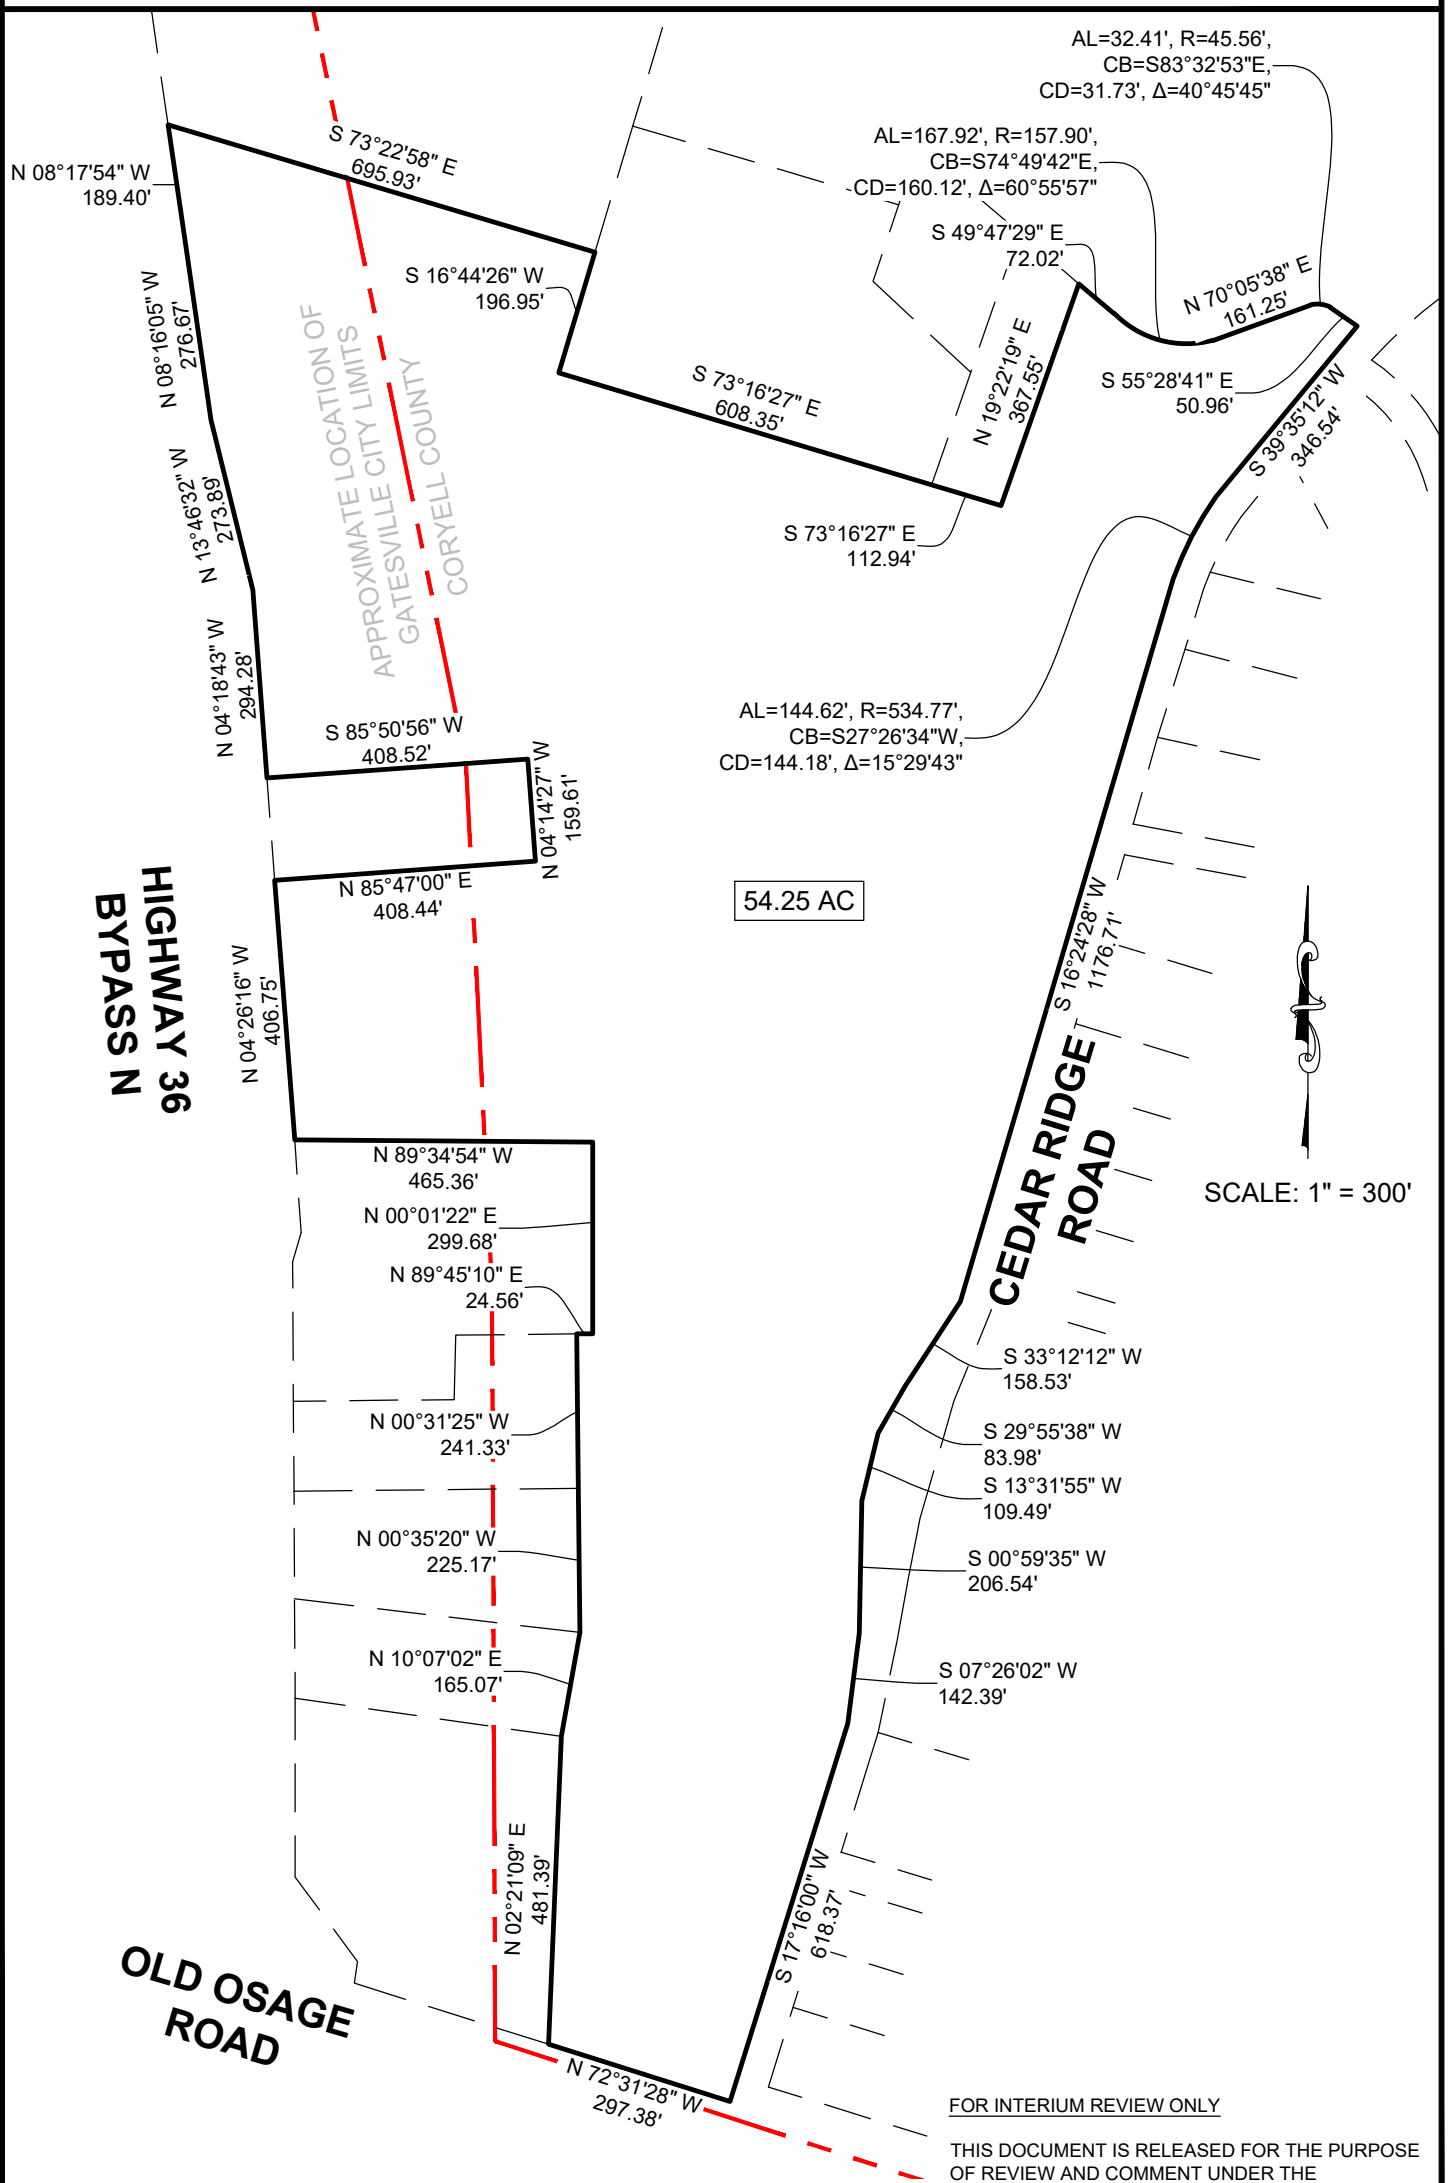 AL=32.41', R=45.56',
CB=S83°32'53"E,
CD=31.73', Δ=40°45'45"
AL=167.92', R=157.90',
CB=S74°49'42"E,
CD=160.12', Δ=60°55'57"
S 73°22'58" E
695.93'
N 08°17'54" W
189.40'
S 49°47'29" E
72.02'
S 16°44'26" W
196.95'
N 70°05'38" E
161.25'
N 08°16'05" W
276.67'
APPROXIMATE LOCATION OF
GATESVILLE CITY LIMITS
CORYELL COUNTY
N 19°22'19" E
367.55'
S 55°28'41" E
50.96'
S 73°16'27" E
608.35'
S 39°35'12" W
346.54'
N 13°46'32" W
273.89'
S 73°16'27" E
112.94'
N 04°18'43" W
294.28'
S 85°50'56" W
408.52'
AL=144.62', R=534.77',
CB=S27°26'34"W,
CD=144.18', Δ=15°29'43"
N 04°14'27" W
159.61'
N 85°47'00" E
408.44'
54.25 AC
HIGHWAY 36
BYPASS N
S 16°24'28" W
1176.71'
N 04°26'16" W
406.75'
CEDAR RIDGE
ROAD
N 89°34'54" W
465.36'
SCALE: 1" = 300'
N 00°01'22" E
299.68'
N 89°45'10" E
24.56'
S 33°12'12" W
158.53'
N 00°31'25" W
241.33'
S 29°55'38" W
83.98'
S 13°31'55" W
109.49'
N 00°35'20" W
225.17'
S 00°59'35" W
206.54'
N 10°07'02" E
165.07'
S 07°26'02" W
142.39'
N 02°21'09" E
481.39'
S 17°16'00" W
618.37'
OLD OSAGE
ROAD
N 72°31'28" W
297.38'
FOR INTERIUM REVIEW ONLY
THIS DOCUMENT IS RELEASED FOR THE PURPOSE
OF REVIEW AND COMMENT UNDER THE